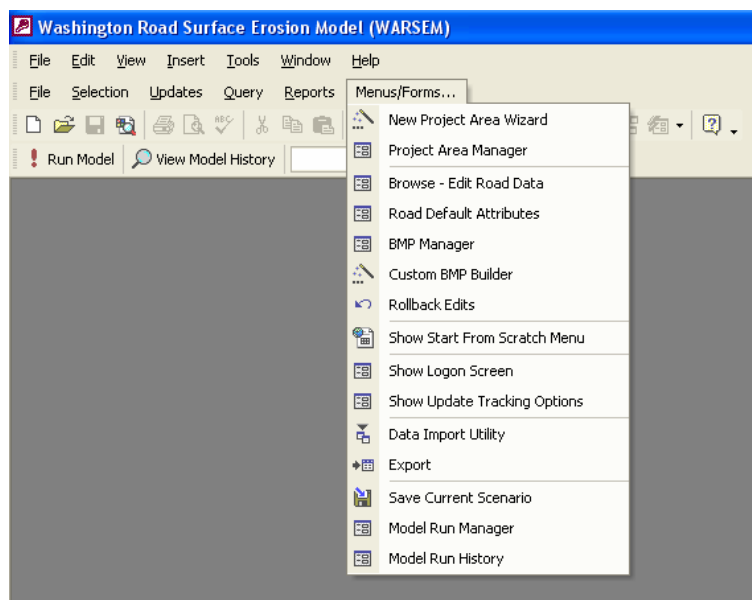 Washington Road Surface Erosion Model (WARSEM)
File Edit View Insert Tools Window Help
File Selection Updates Query Reports Menus/Forms...
Run Model View Model History
New Project Area Wizard
Project Area Manager
Browse - Edit Road Data
Road Default Attributes
BMP Manager
Custom BMP Builder
Rollback Edits
Show Start From Scratch Menu
Show Logon Screen
Show Update Tracking Options
Data Import Utility
Export
Save Current Scenario
Model Run Manager
Model Run History